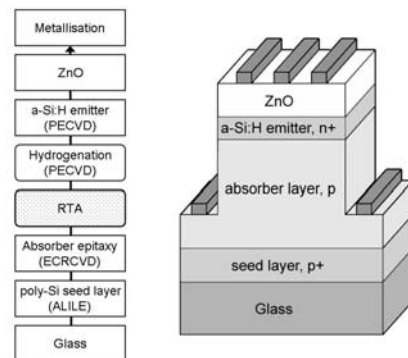 Metallisation
ZnO
a-Si:H emitter
(PECVD)
Hydrogenation
(PECVD)
RTA
Absorber epitaxy
(ECRCVD)
poly-Si seed layer
(ALILE)
Glass
ZnO
a-Si:H emitter, n+
absorber layer, p
seed layer, p+
Glass